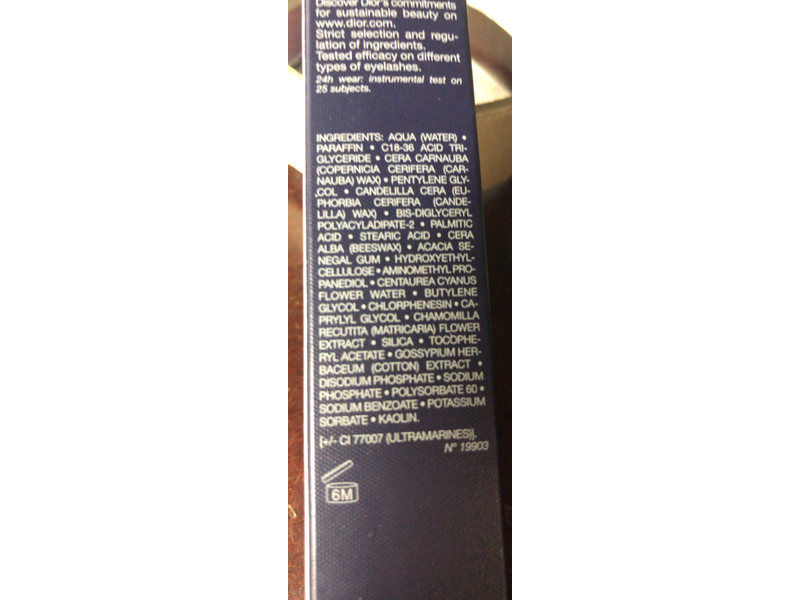 Discover Dior's commitments
for sustainable beauty on
www.dior.com.
Strict selection and regu-
lation of ingredients.
Tested efficacy on different
types of eyelashes.
24h wear: instrumental test on
25 subjects.
INGREDIENTS: AQUA (WATER) •
PARAFFIN • C18-36 ACID TRI-
GLYCERIDE • CERA CARNAUBA
(COPERNICIA CERIFERA (CAR-
NAUBA) WAX) • PENTYLENE GLY-
COL • CANDELILLA CERA (EU-
PHORBIA CERIFERA (CANDE-
LILLA) WAX) • BIS-DIGLYCERYL
POLYACYLADIPATE-2 • PALMITIC
ACID • STEARIC ACID • CERA
ALBA (BEESWAX) • ACACIA SE-
NEGAL GUM • HYDROXYETHYL-
CELLULOSE • AMINOMETHYL PRO-
PANEDIOL • CENTAUREA CYANUS
FLOWER WATER • BUTYLENE
GLYCOL • CHLORPHENESIN • CA-
PRYLYL GLYCOL • CHAMOMILLA
RECUTITA (MATRICARIA) FLOWER
EXTRACT • SILICA • TOCOPHE-
RYL ACETATE • GOSSYPIUM HER-
BACEUM (COTTON) EXTRACT •
DISODIUM PHOSPHATE • SODIUM
PHOSPHATE • POLYSORBATE 60 •
SODIUM BENZOATE • POTASSIUM
SORBATE • KAOLIN.
[+/- CI 77007 (ULTRAMARINES)].
N° 19903
6M